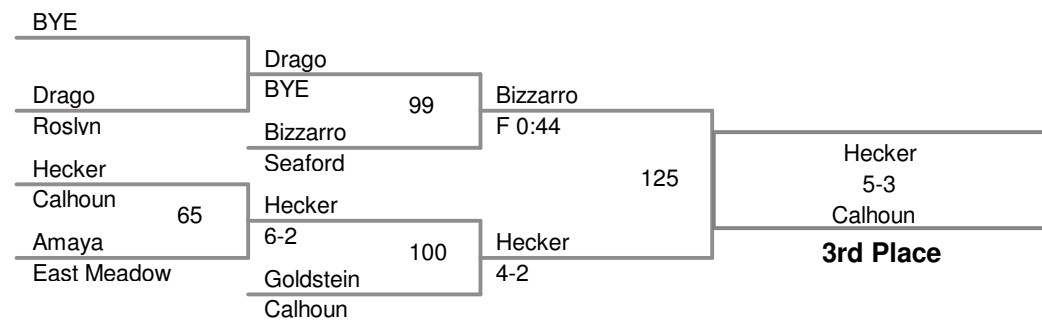 BYE
Drago
Roslyn
Hecker
Calhoun
65
Amaya
East Meadow
Drago
BYE
99
Bizzarro
Seaford
Hecker
6-2
100
Goldstein
Calhoun
Bizzarro
F 0:44
125
Hecker
4-2
Hecker
5-3
Calhoun
3rd Place